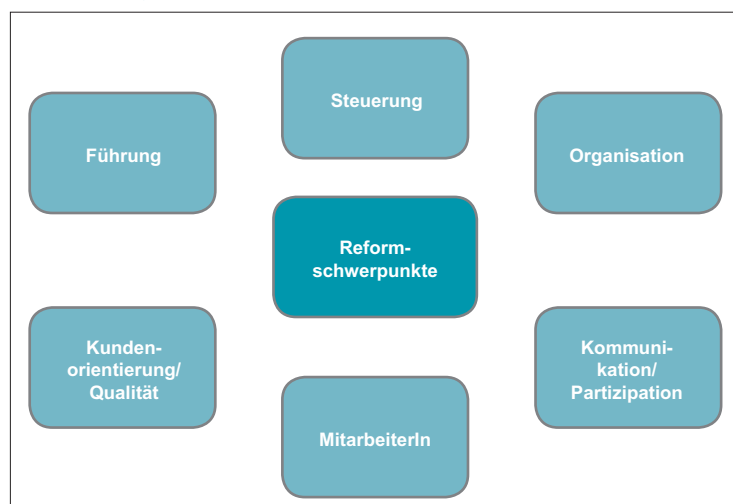 Steuerung
Führung
Organisation
Reform-
schwerpunkte
Kunden-
orientierung/
Qualität
Kommuni-
kation/
Partizipation
MitarbeiterIn